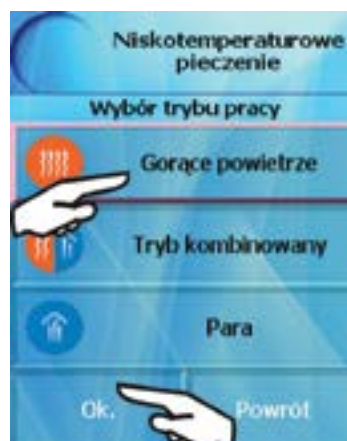 Niskotemperaturowe
pieczenie
Wybór trybu pracy
Gorące powietrze
Tryb kombinowany
Para
Ok.
Powrót